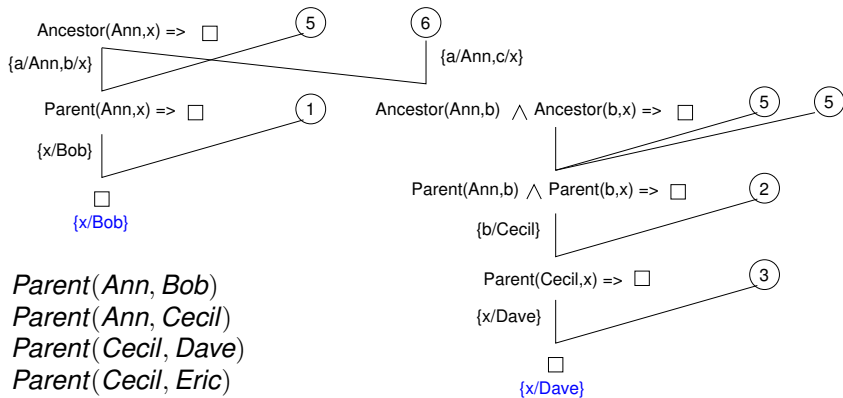 Ancestor(Ann,x) => □
5
6
{a/Ann,b/x}
{a/Ann,c/x}
Parent(Ann,x) => □
1
Ancestor(Ann,b) ∧ Ancestor(b,x) => □
5
5
{x/Bob}
□
{x/Bob}
Parent(Ann,b) ∧ Parent(b,x) => □
2
{b/Cecil}
Parent(Cecil,x) => □
3
{x/Dave}
□
{x/Dave}
Parent(Ann, Bob)
Parent(Ann, Cecil)
Parent(Cecil, Dave)
Parent(Cecil, Eric)